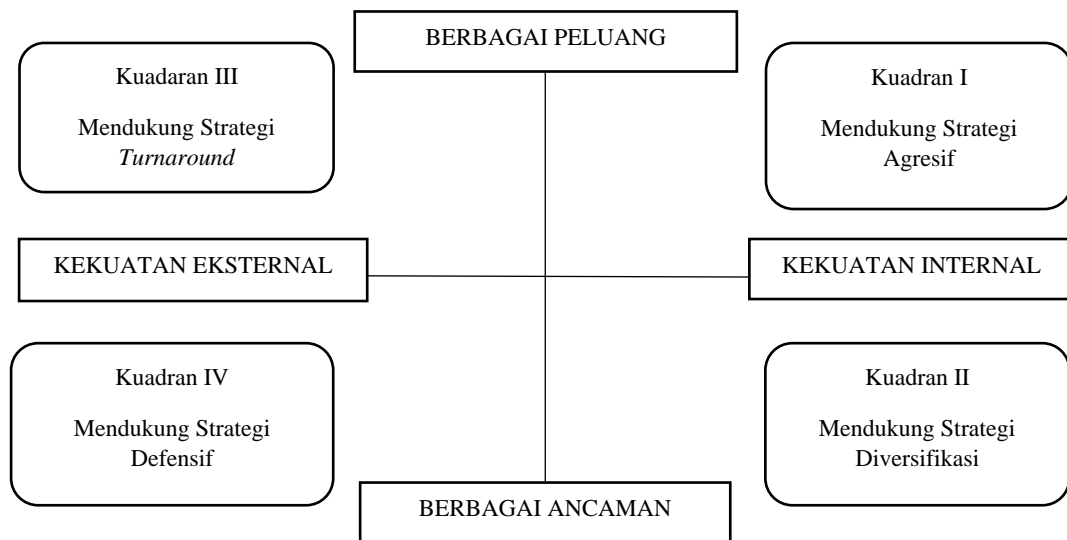 BERBAGAI PELUANG
Kuadaran III
Mendukung Strategi
Turnaround
Kuadran I
Mendukung Strategi
Agresif
KEKUATAN EKSTERNAL
KEKUATAN INTERNAL
Kuadran IV
Mendukung Strategi
Defensif
Kuadran II
Mendukung Strategi
Diversifikasi
BERBAGAI ANCAMAN